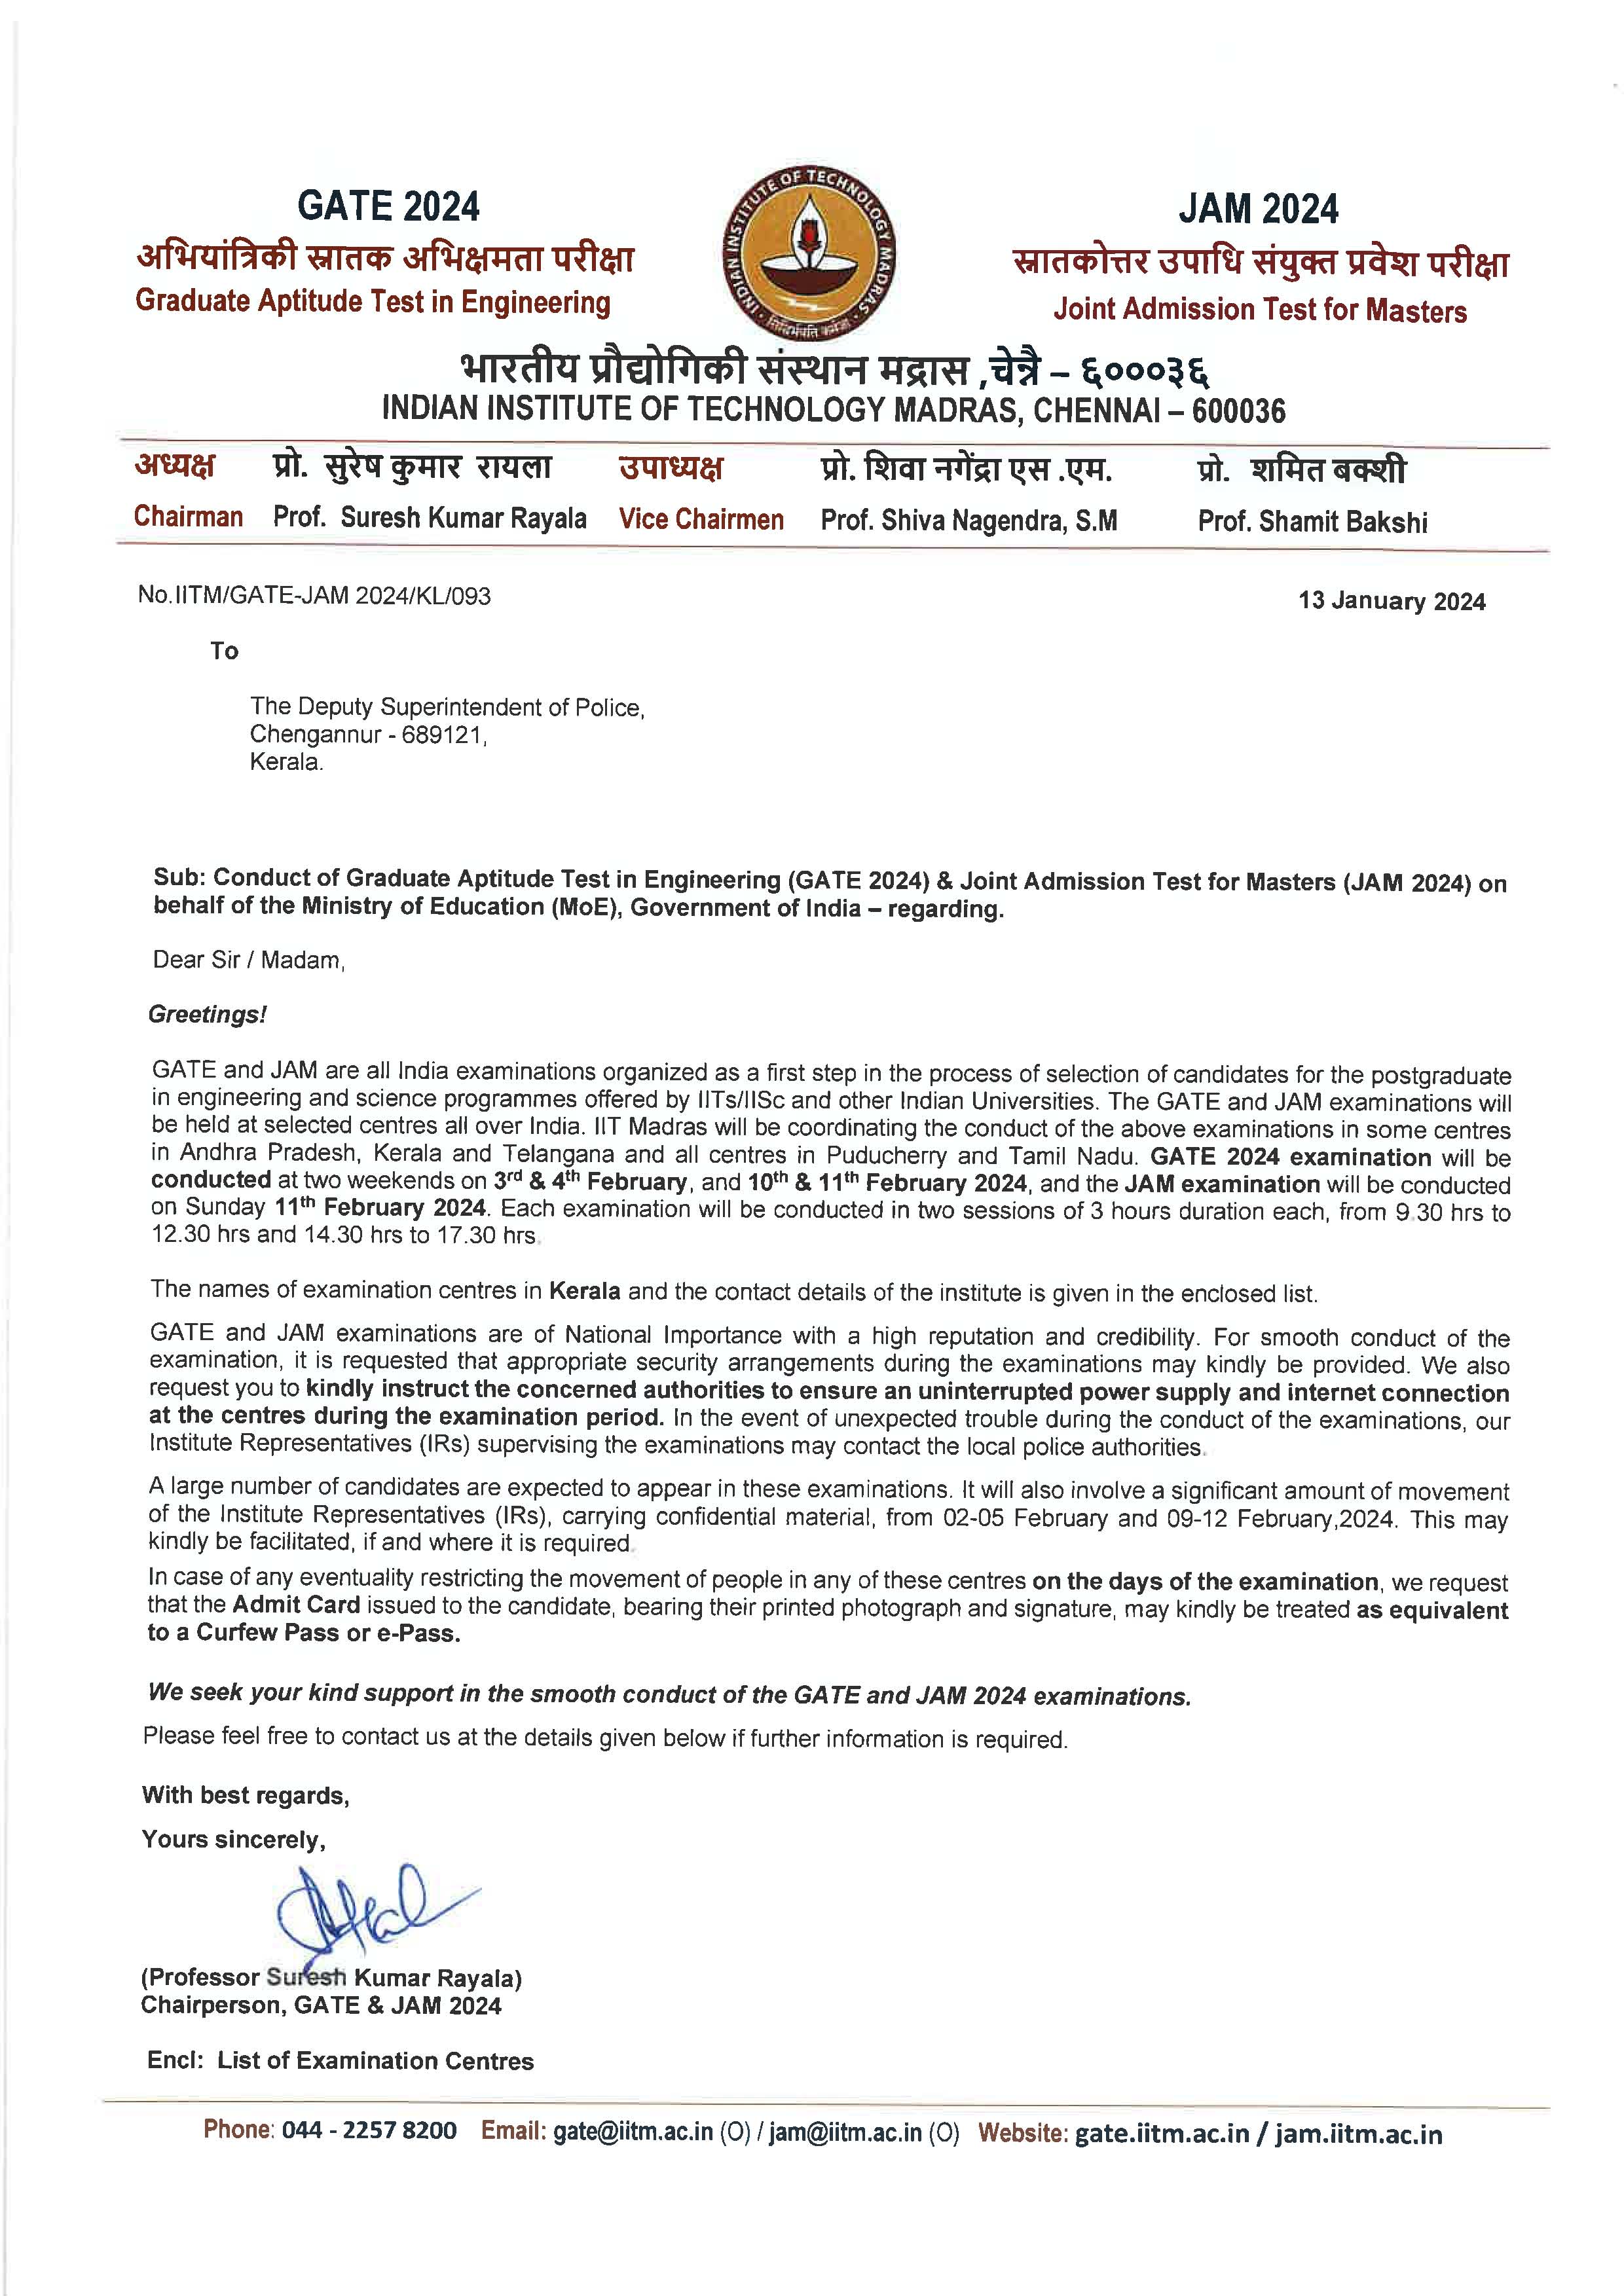 GATE 2024
अभियांत्रिकी स्नातक अभिक्षमता परीक्षा
Graduate Aptitude Test in Engineering
INDIAN INSTITUTE OF TECHNOLOGY MADRAS
सिद्धिर्भवति कर्मजा
JAM 2024
स्नातकोत्तर उपाधि संयुक्त प्रवेश परीक्षा
Joint Admission Test for Masters
भारतीय प्रौद्योगिकी संस्थान मद्रास ,चेन्नै – ६०००३६
INDIAN INSTITUTE OF TECHNOLOGY MADRAS, CHENNAI – 600036
अध्यक्ष प्रो. सुरेष कुमार रायला उपाध्यक्ष प्रो. शिवा नगेंद्रा एस .एम. प्रो. शमित बक्शी
Chairman Prof. Suresh Kumar Rayala Vice Chairmen Prof. Shiva Nagendra, S.M Prof. Shamit Bakshi
No.IITM/GATE-JAM 2024/KL/093 13 January 2024
To
The Deputy Superintendent of Police,
Chengannur - 689121,
Kerala.
Sub: Conduct of Graduate Aptitude Test in Engineering (GATE 2024) & Joint Admission Test for Masters (JAM 2024) on
behalf of the Ministry of Education (MoE), Government of India – regarding.
Dear Sir / Madam,
Greetings!
GATE and JAM are all India examinations organized as a first step in the process of selection of candidates for the postgraduate
in engineering and science programmes offered by IITs/IISc and other Indian Universities. The GATE and JAM examinations will
be held at selected centres all over India. IIT Madras will be coordinating the conduct of the above examinations in some centres
in Andhra Pradesh, Kerala and Telangana and all centres in Puducherry and Tamil Nadu. GATE 2024 examination will be
conducted at two weekends on 3rd & 4th February, and 10th & 11th February 2024, and the JAM examination will be conducted
on Sunday 11th February 2024. Each examination will be conducted in two sessions of 3 hours duration each, from 9.30 hrs to
12.30 hrs and 14.30 hrs to 17.30 hrs.
The names of examination centres in Kerala and the contact details of the institute is given in the enclosed list.
GATE and JAM examinations are of National Importance with a high reputation and credibility. For smooth conduct of the
examination, it is requested that appropriate security arrangements during the examinations may kindly be provided. We also
request you to kindly instruct the concerned authorities to ensure an uninterrupted power supply and internet connection
at the centres during the examination period. In the event of unexpected trouble during the conduct of the examinations, our
Institute Representatives (IRs) supervising the examinations may contact the local police authorities.
A large number of candidates are expected to appear in these examinations. It will also involve a significant amount of movement
of the Institute Representatives (IRs), carrying confidential material, from 02-05 February and 09-12 February,2024. This may
kindly be facilitated, if and where it is required.
In case of any eventuality restricting the movement of people in any of these centres on the days of the examination, we request
that the Admit Card issued to the candidate, bearing their printed photograph and signature, may kindly be treated as equivalent
to a Curfew Pass or e-Pass.
We seek your kind support in the smooth conduct of the GATE and JAM 2024 examinations.
Please feel free to contact us at the details given below if further information is required.
With best regards,
Yours sincerely,
(Professor Suresh Kumar Rayala)
Chairperson, GATE & JAM 2024
Encl: List of Examination Centres
Phone: 044 - 2257 8200 Email: gate@iitm.ac.in (O) / jam@iitm.ac.in (O) Website: gate.iitm.ac.in / jam.iitm.ac.in